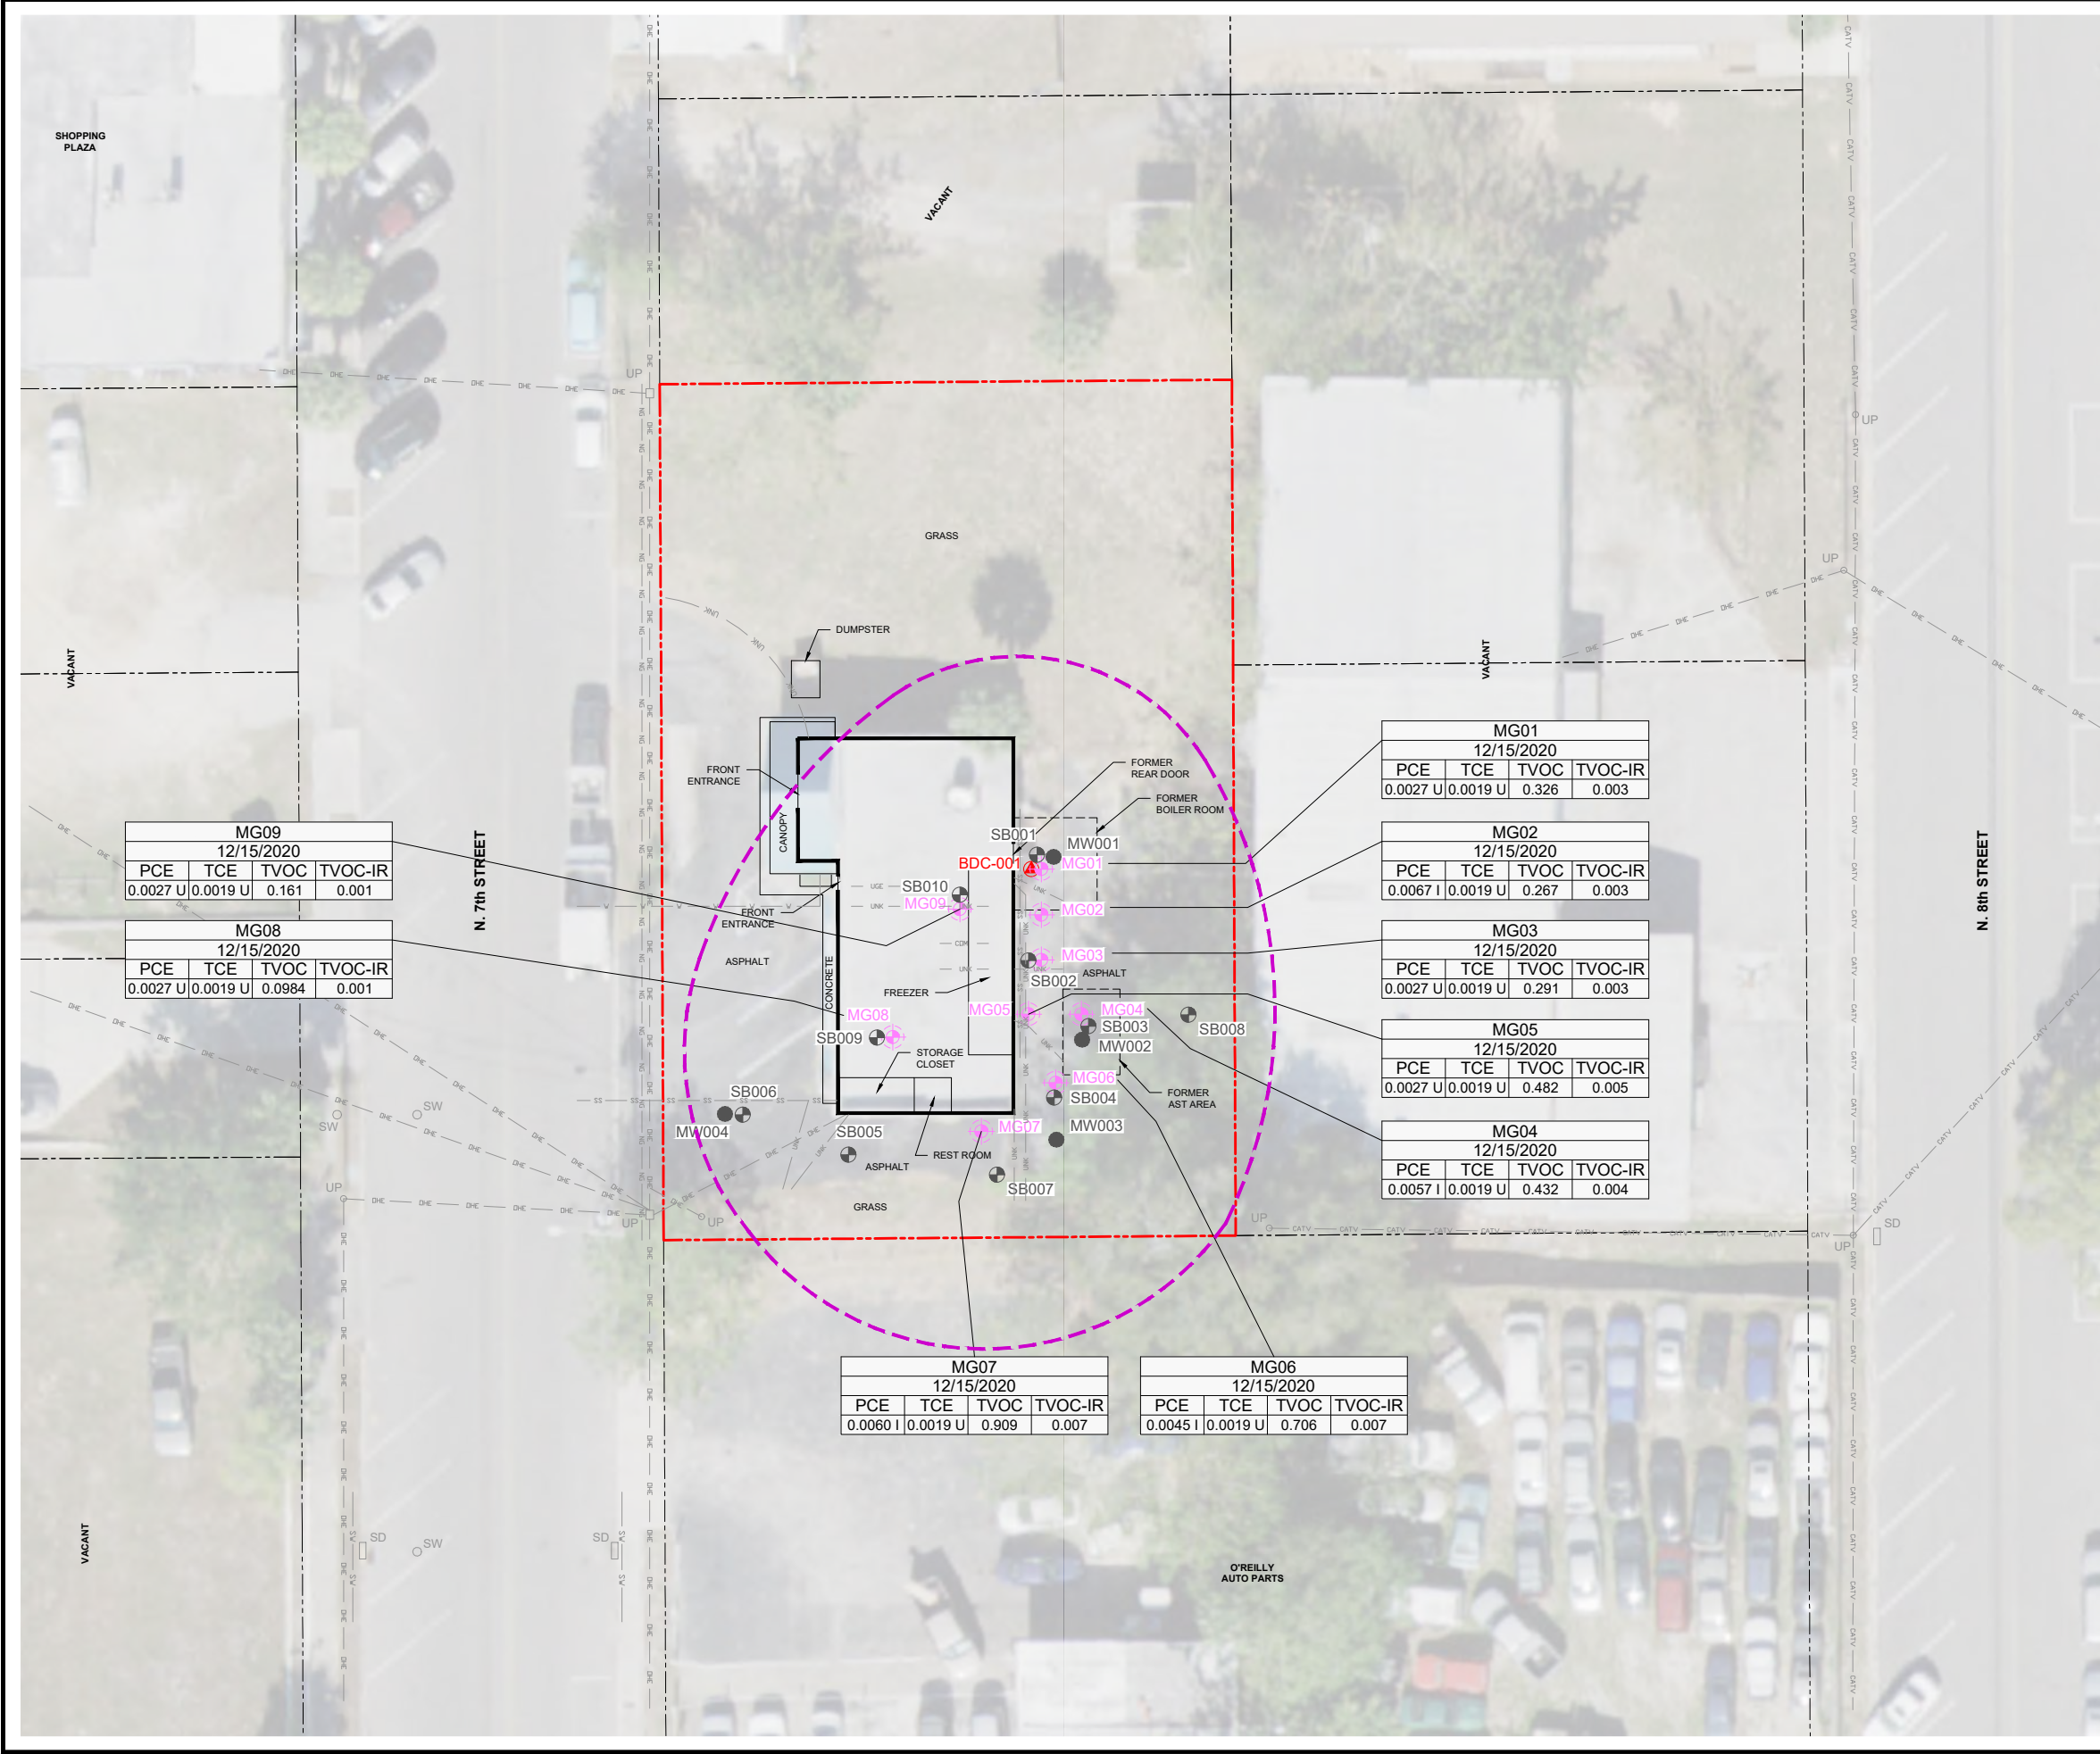 SHOPPING
PLAZA
VACANT
UP
UP
GRASS
UP
DUMPSTER
VACANT
VACANT
FRONT
ENTRANCE
CANOPY
FORMER
REAR DOOR
FORMER
BOILER ROOM
MG01
12/15/2020
PCE TCE TVOC TVOC-IR
0.0027 U 0.0019 U 0.326 0.003
MG09
12/15/2020
PCE TCE TVOC TVOC-IR
0.0027 U 0.0019 U 0.161 0.001
N. 7th STREET
SB001
MW001
BDC-001
MG01
MG02
12/15/2020
PCE TCE TVOC TVOC-IR
0.0067 I 0.0019 U 0.267 0.003
N. 8th STREET
UGE
SB010
UNK
MG09
MG02
FRONT
ENTRANCE
MG08
12/15/2020
PCE TCE TVOC TVOC-IR
0.0027 U 0.0019 U 0.0984 0.001
COM
MG03
12/15/2020
PCE TCE TVOC TVOC-IR
0.0027 U 0.0019 U 0.291 0.003
ASPHALT
CONCRETE
UNK
MG03
ASPHALT
SB002
FREEZER
MG08
MG05
MG04
SB003
SB008
SB009
MW002
MG05
12/15/2020
PCE TCE TVOC TVOC-IR
0.0027 U 0.0019 U 0.482 0.005
STORAGE
CLOSET
MG06
FORMER
AST AREA
SB004
SB006
MW004
SB005
SW
SW
MG07
MW003
MG04
12/15/2020
PCE TCE TVOC TVOC-IR
0.0057 I 0.0019 U 0.432 0.004
ASPHALT
REST ROOM
SB007
GRASS
UP
UP
UP
UP
UP
SD
MG07
12/15/2020
PCE TCE TVOC TVOC-IR
0.0060 I 0.0019 U 0.909 0.007
MG06
12/15/2020
PCE TCE TVOC TVOC-IR
0.0045 I 0.0019 U 0.706 0.007
VACANT
SD
SW
SD
O'REILLY
AUTO PARTS